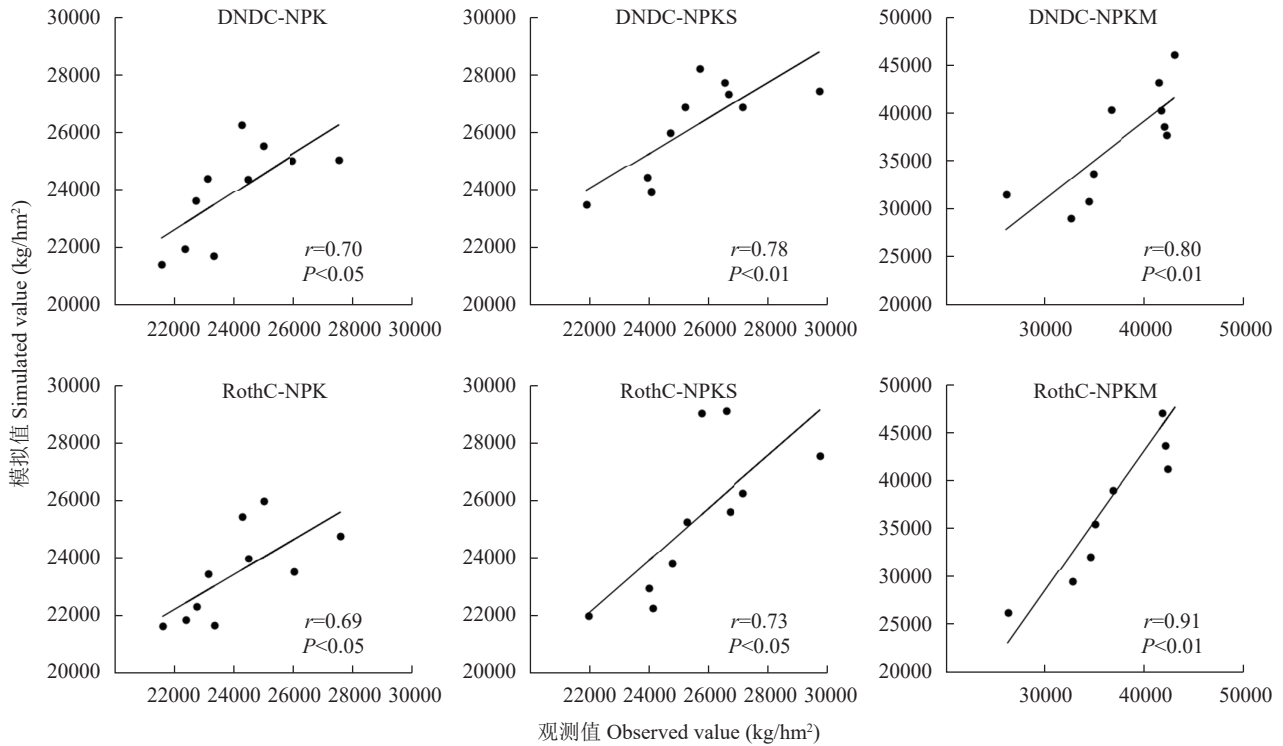 DNDC-NPK
30000
28000
26000
24000
22000
20000
22000 24000 26000 28000 30000
r=0.70
P<0.05
DNDC-NPKS
30000
28000
26000
24000
22000
20000
22000 24000 26000 28000 30000
r=0.78
P<0.01
DNDC-NPKM
50000
45000
40000
35000
30000
25000
20000
30000 40000 50000
r=0.80
P<0.01
模拟值 Simulated value (kg/hm²)
RothC-NPK
30000
28000
26000
24000
22000
20000
22000 24000 26000 28000 30000
r=0.69
P<0.05
RothC-NPKS
30000
28000
26000
24000
22000
20000
22000 24000 26000 28000 30000
r=0.73
P<0.05
RothC-NPKM
50000
45000
40000
35000
30000
25000
20000
30000 40000 50000
r=0.91
P<0.01
观测值 Observed value (kg/hm²)